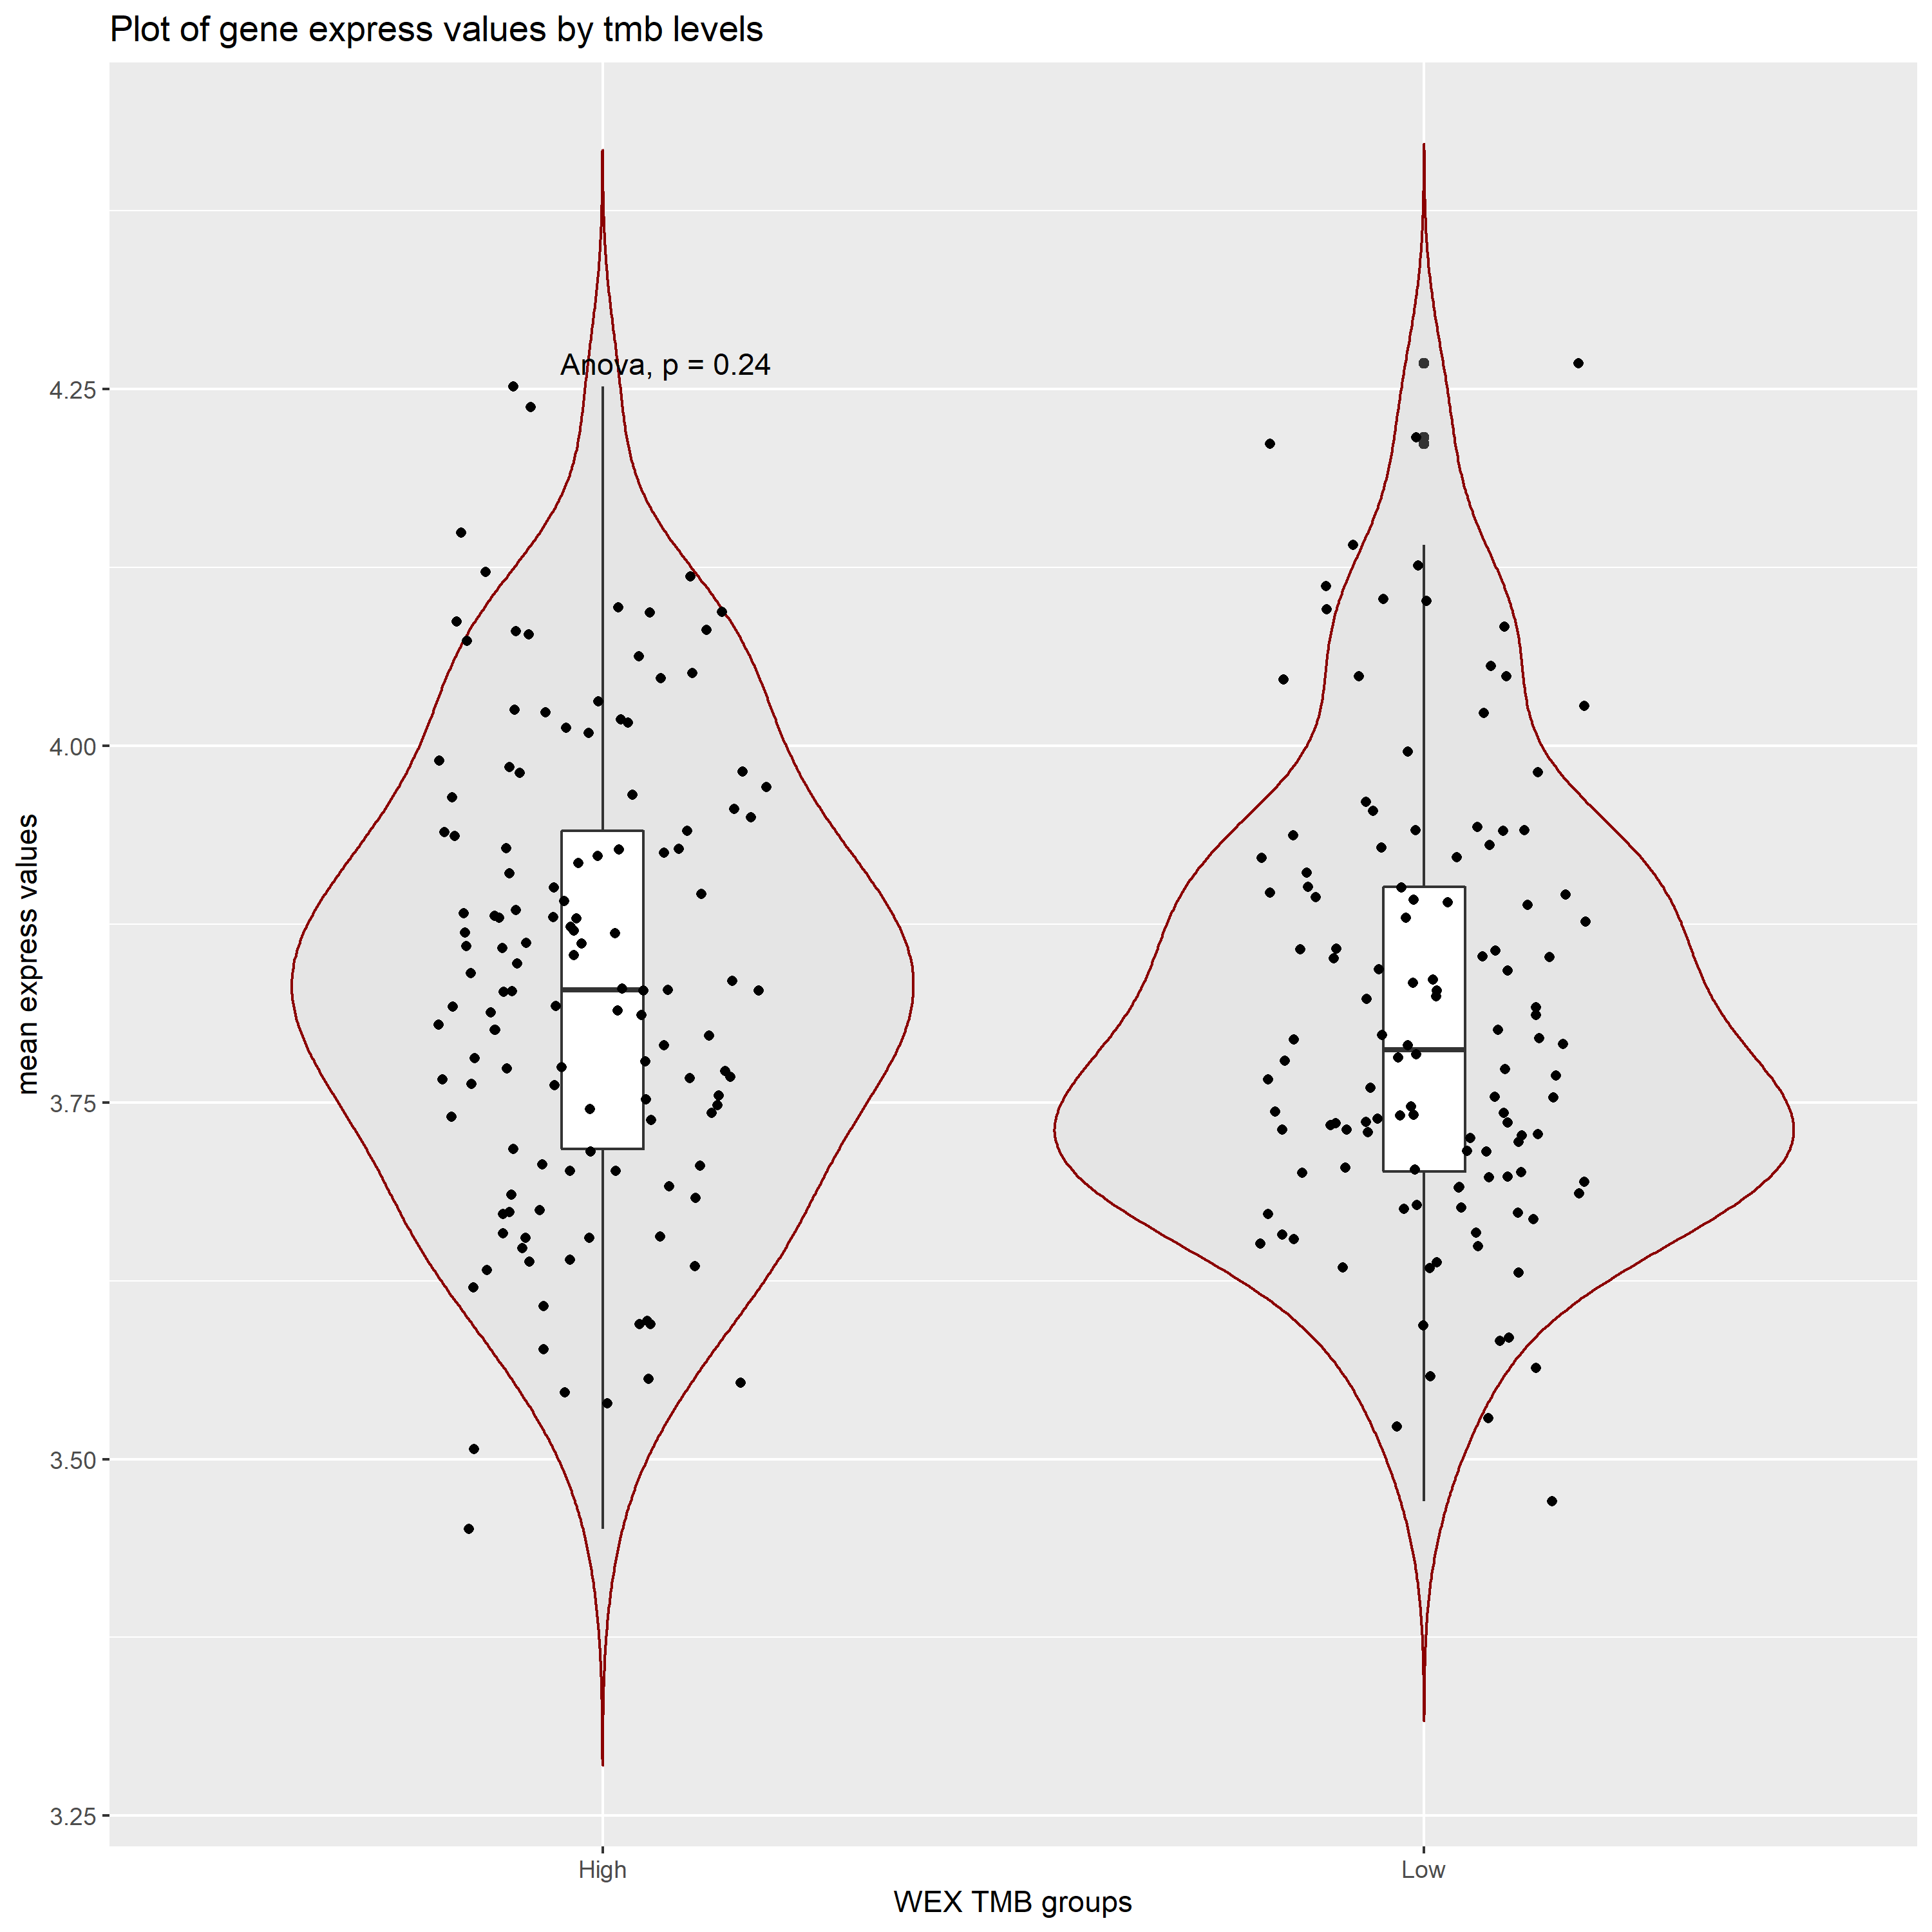 Plot of gene express values by tmb levels
Anova, p = 0.24
4.25
4.00
3.75
3.50
3.25
mean express values
High
Low
WEX TMB groups